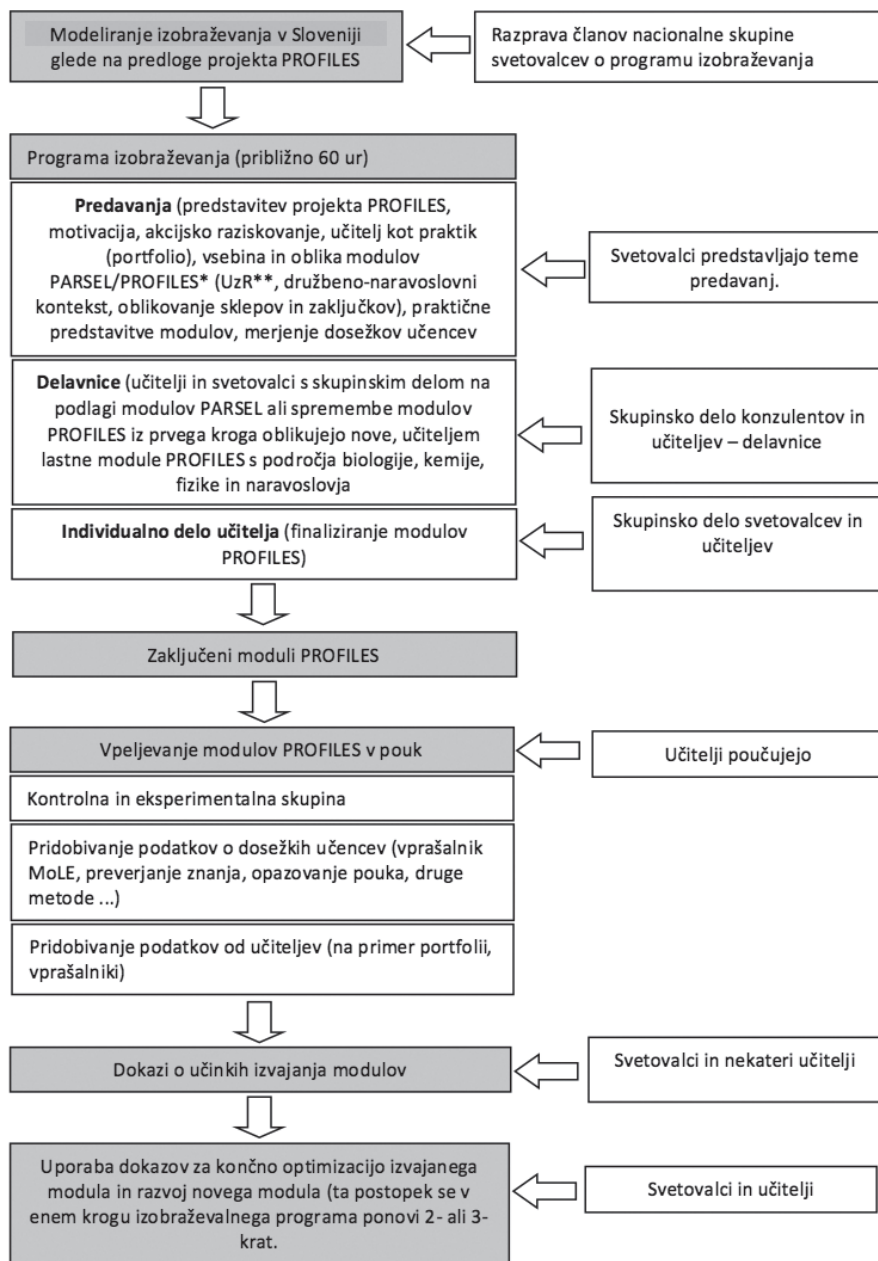 Modeliranje izobraževanja v Sloveniji
glede na predloge projekta PROFILES
Razprava članov nacionalne skupine
svetovalcev o programu izobraževanja
Programa izobraževanja (približno 60 ur)
Predavanja (predstavitev projekta PROFILES,
motivacija, akcijsko raziskovanje, učitelj kot praktik
(portfolio), vsebina in oblika modulov
PARSEL/PROFILES* (UzR**, družbeno-naravoslovni
kontekst, oblikovanje sklepov in zaključkov), praktične
predstavitve modulov, merjenje dosežkov učencev
Svetovalci predstavljajo teme
predavanj.
Delavnice (učitelji in svetovalci s skupinskim delom na
podlagi modulov PARSEL ali spremembe modulov
PROFILES iz prvega kroga oblikujejo nove, učiteljem
lastne module PROFILES s področja biologije, kemije,
fizike in naravoslovja
Skupinsko delo konzulentov in
učiteljev – delavnice
Individualno delo učitelja (finaliziranje modulov
PROFILES)
Skupinsko delo svetovalcev in
učiteljev
Zaključeni moduli PROFILES
Vpeljevanje modulov PROFILES v pouk
Učitelji poučujejo
Kontrolna in eksperimentalna skupina
Pridobivanje podatkov o dosežkih učencev (vprašalnik
MoLE, preverjanje znanja, opazovanje pouka, druge
metode ...)
Pridobivanje podatkov od učiteljev (na primer portfolii,
vprašalniki)
Dokazi o učinkih izvajanja modulov
Svetovalci in nekateri učitelji
Uporaba dokazov za končno optimizacijo izvajanega
modula in razvoj novega modula (ta postopek se v
enem krogu izobraževalnega programa ponovi 2- ali 3-
krat.
Svetovalci in učitelji